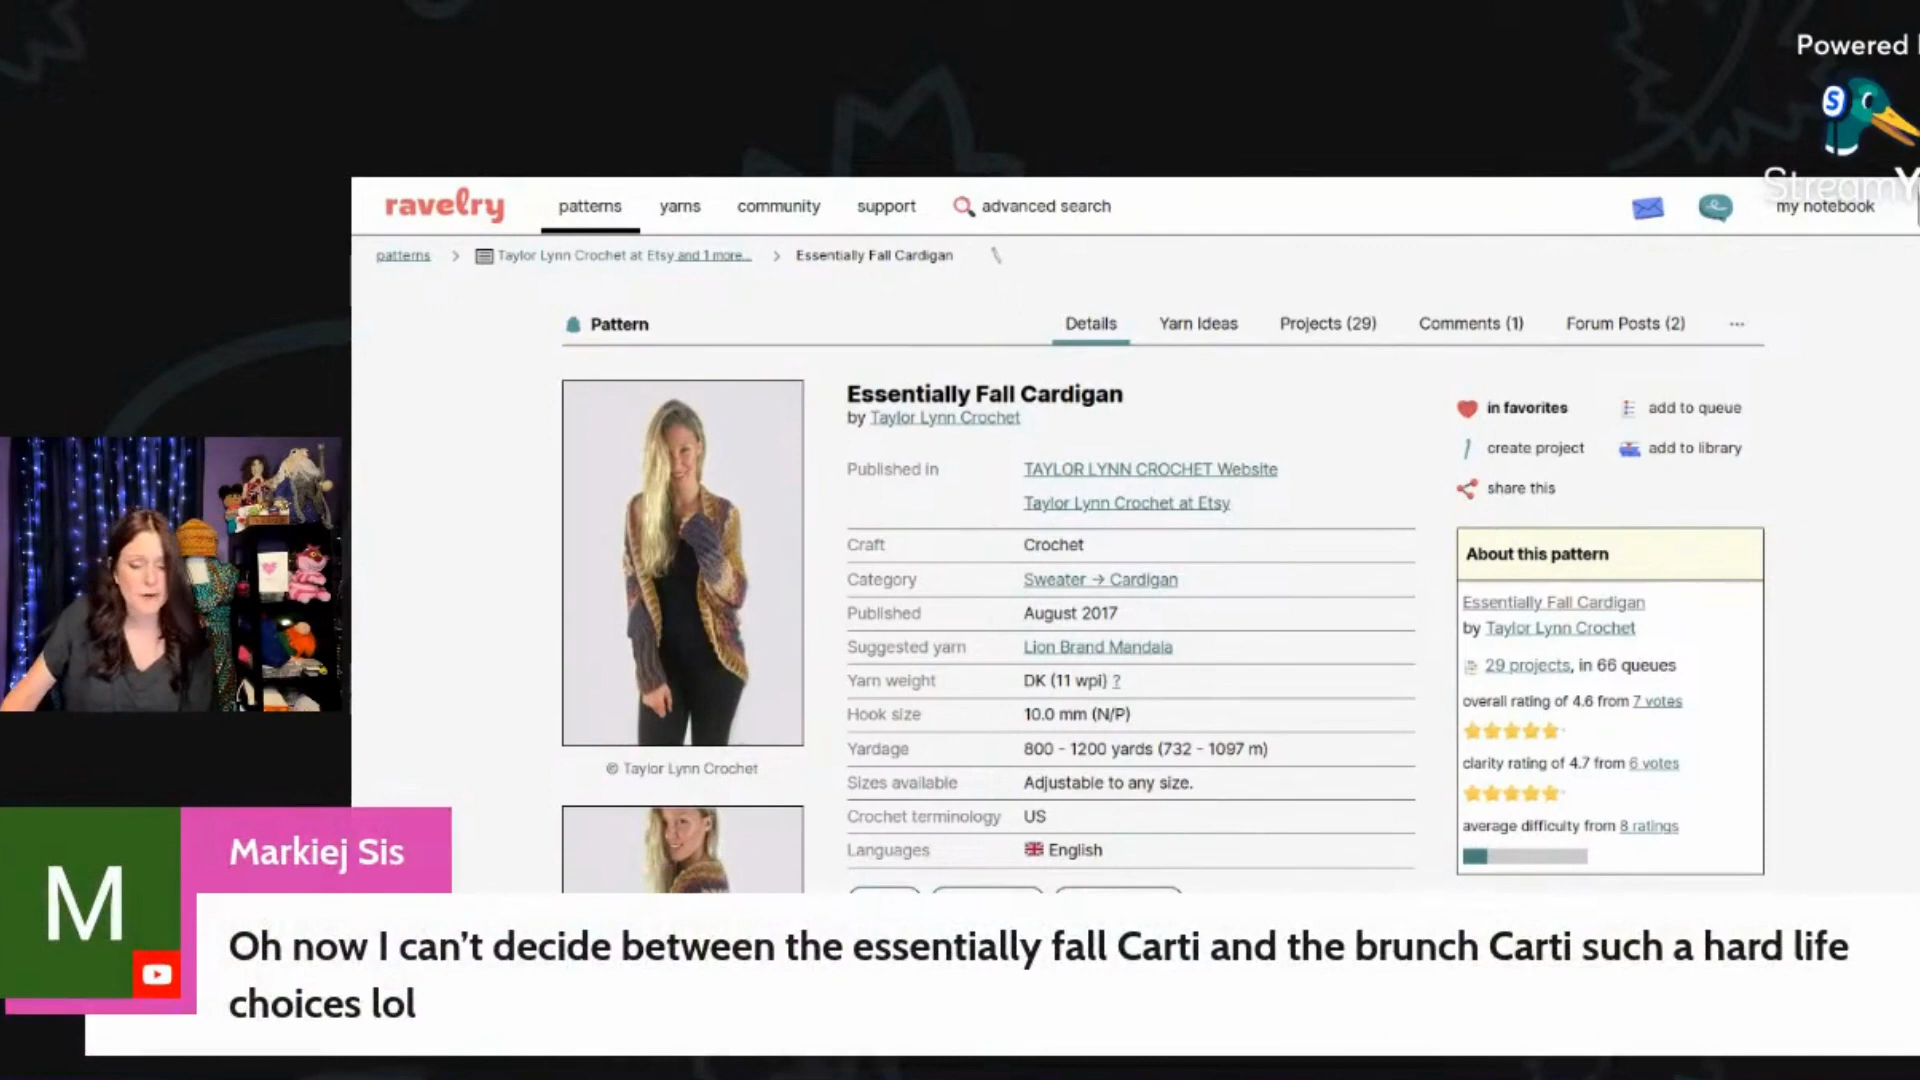 Powered
S
StreamY
ravelry
patterns
yarns
community
support
advanced search
my notebook
patterns > Taylor Lynn Crochet at Etsy and 1 more... > Essentially Fall Cardigan
Pattern
Details
Yarn Ideas
Projects (29)
Comments (1)
Forum Posts (2)
...
Essentially Fall Cardigan
by Taylor Lynn Crochet
Published in TAYLOR LYNN CROCHET Website
Taylor Lynn Crochet at Etsy
Craft Crochet
Category Sweater → Cardigan
Published August 2017
Suggested yarn Lion Brand Mandala
Yarn weight DK (11 wpi) ?
Hook size 10.0 mm (N/P)
Yardage 800 - 1200 yards (732 - 1097 m)
Sizes available Adjustable to any size.
Crochet terminology US
Languages English
© Taylor Lynn Crochet
in favorites
add to queue
create project
add to library
share this
About this pattern
Essentially Fall Cardigan
by Taylor Lynn Crochet
29 projects, in 66 queues
overall rating of 4.6 from 7 votes
clarity rating of 4.7 from 6 votes
average difficulty from 8 ratings
M
Markiej Sis
Oh now I can't decide between the essentially fall Carti and the brunch Carti such a hard life
choices lol